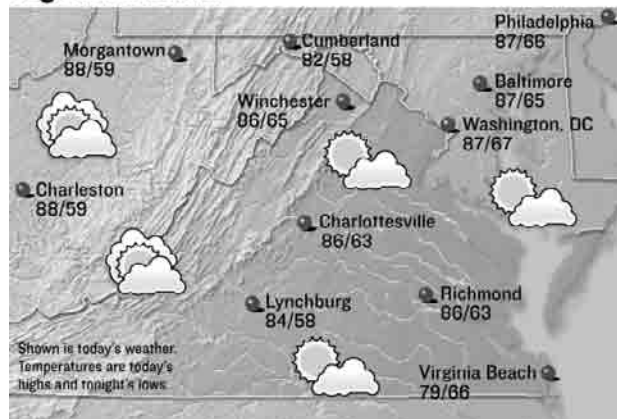 Philadelphia
87/66
Morgantown
88/59
Cumberland
82/58
Baltimore
87/65
Winchester
86/65
Washington, DC
87/67
Charleston
88/59
Charlottesville
86/63
Lynchburg
84/58
Richmond
86/63
Shown is today's weather.
Temperatures are today's
highs and tonight's lows.
Virginia Beach
79/66